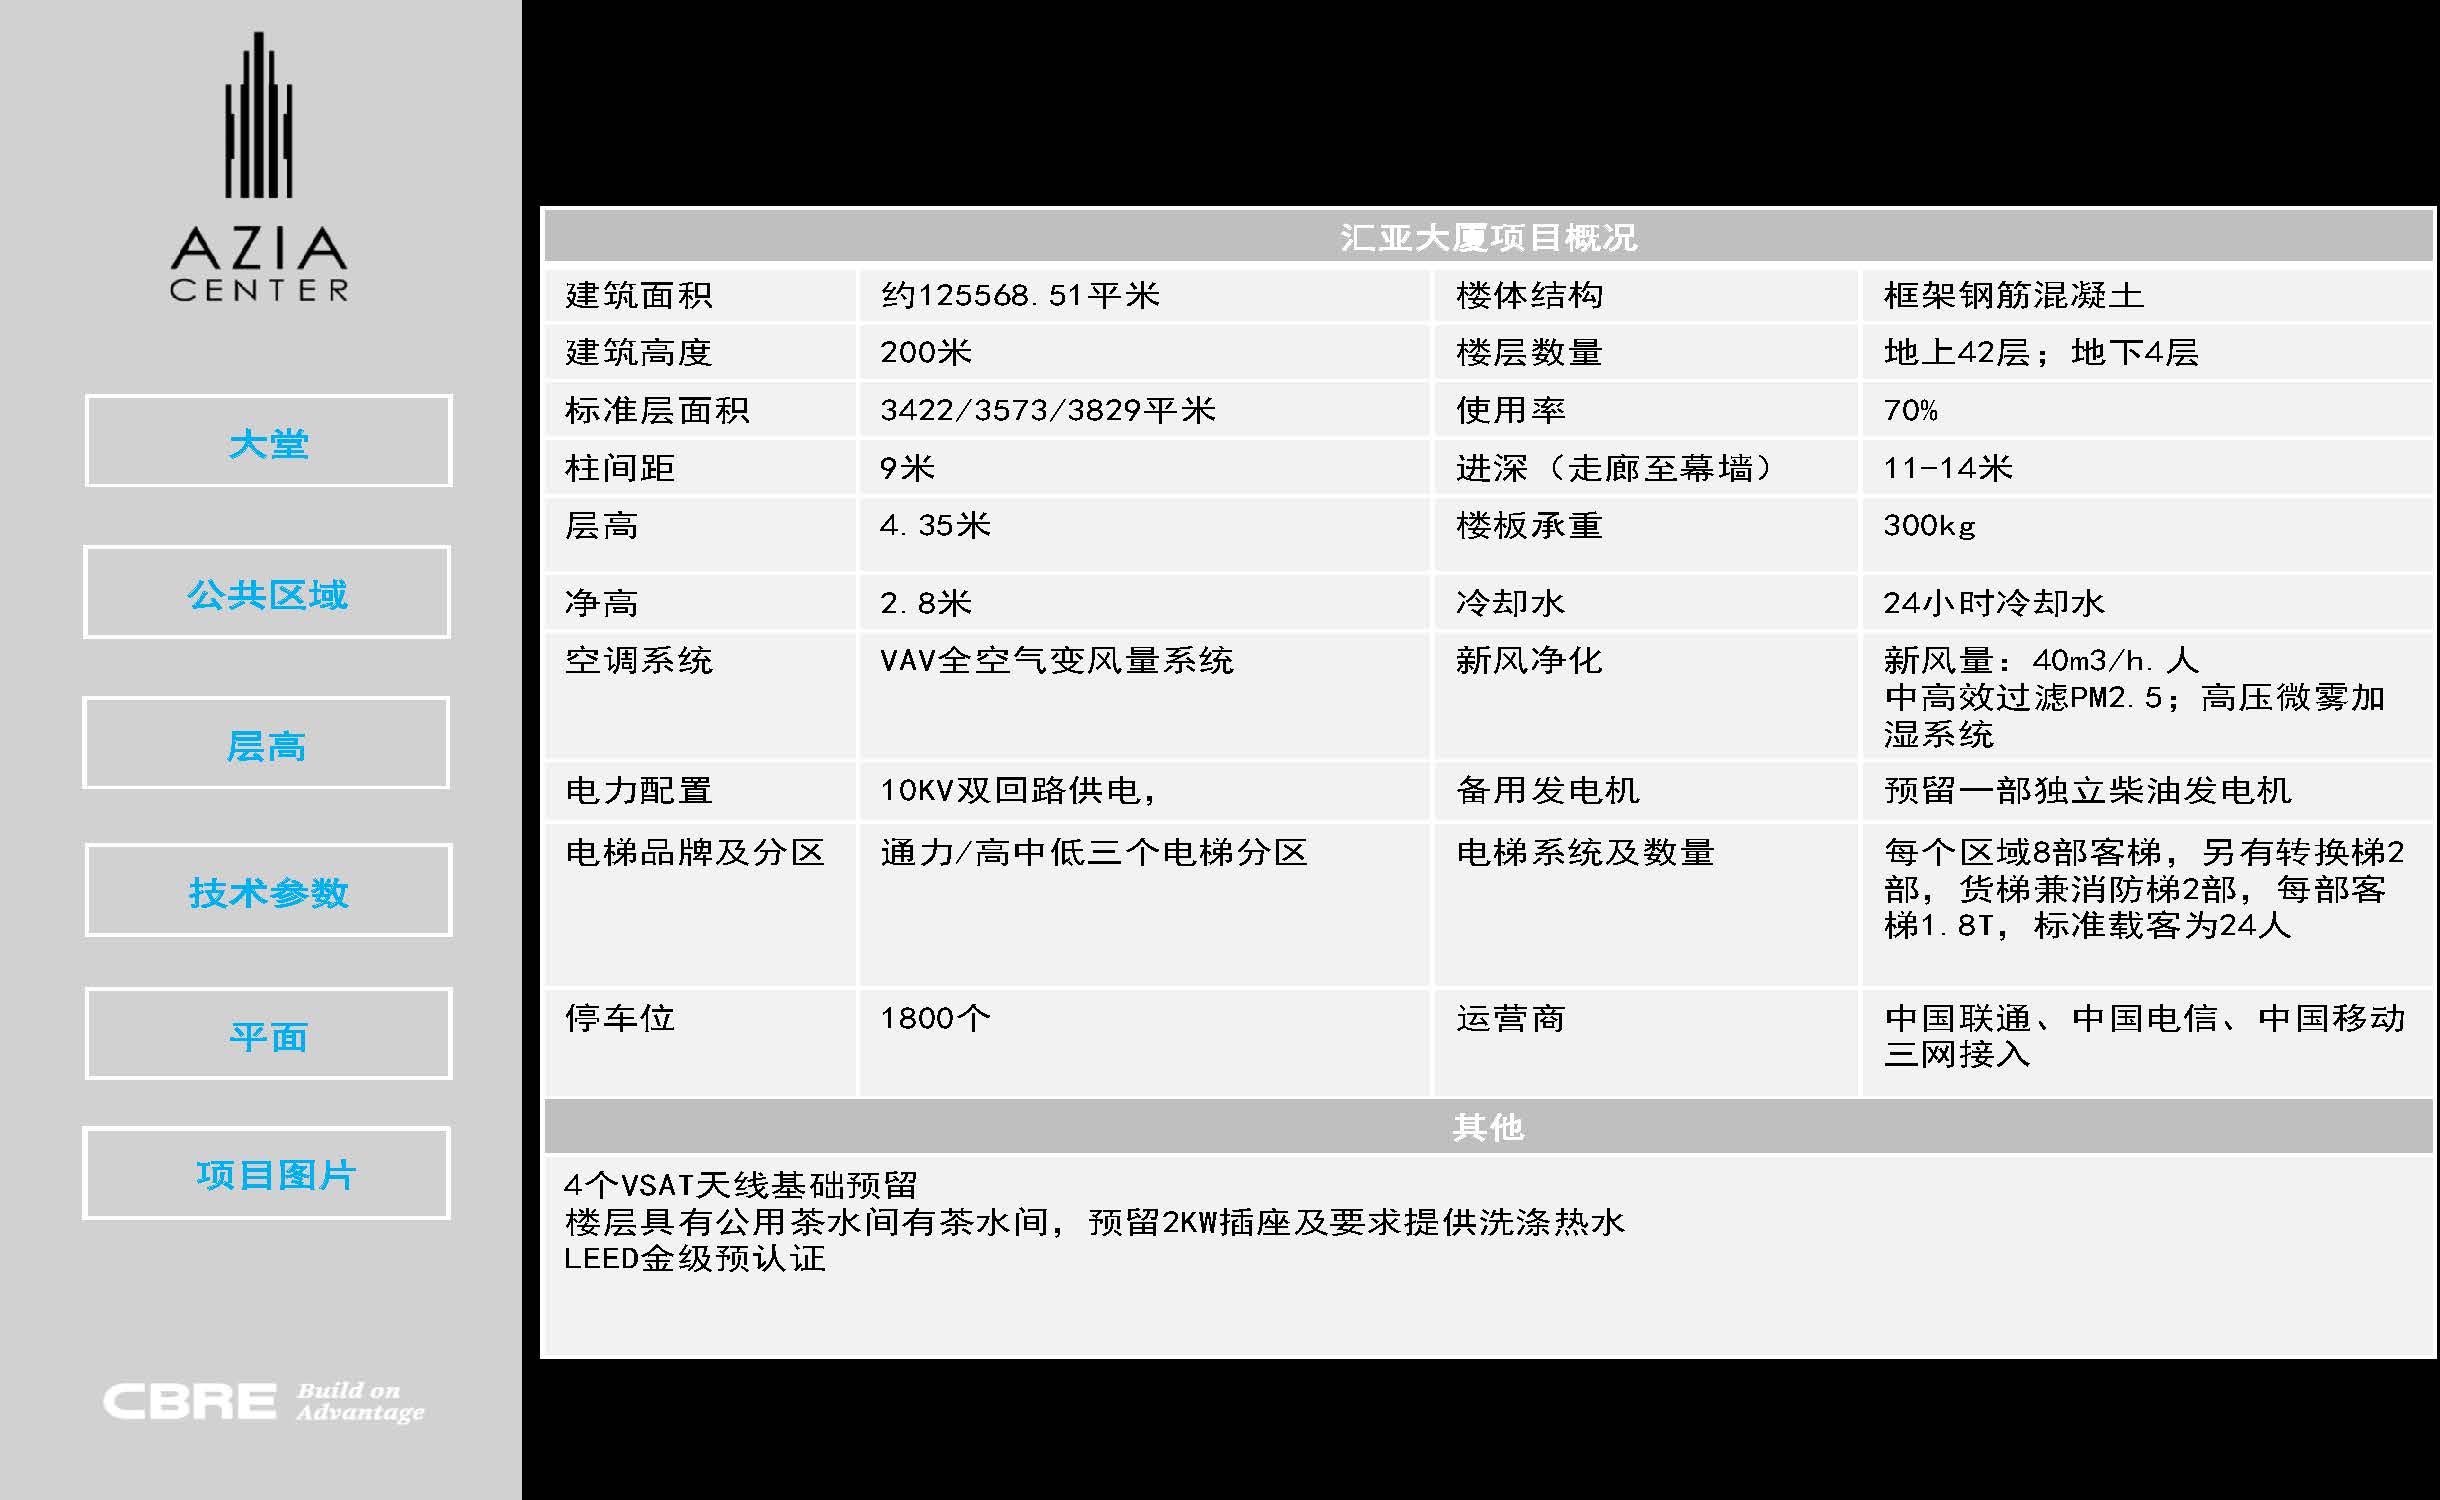 AZIA
CENTER
大堂
公共区域
层高
技术参数
平面
项目图片
CBRE Build on
Advantage
汇亚大厦项目概况
建筑面积 约125568.51平米 楼体结构 框架钢筋混凝土
建筑高度 200米 楼层数量 地上42层；地下4层
标准层面积 3422/3573/3829平米 使用率 70%
柱间距 9米 进深（走廊至幕墙） 11-14米
层高 4.35米 楼板承重 300kg
净高 2.8米 冷却水 24小时冷却水
空调系统 VAV全空气变风量系统 新风净化 新风量：40m3/h.人
中高效过滤PM2.5；高压微雾加
湿系统
电力配置 10KV双回路供电， 备用发电机 预留一部独立柴油发电机
电梯品牌及分区 通力/高中低三个电梯分区 电梯系统及数量 每个区域8部客梯，另有转换梯2
部，货梯兼消防梯2部，每部客
梯1.8T，标准载客为24人
停车位 1800个 运营商 中国联通、中国电信、中国移动
三网接入
其他
4个VSAT天线基础预留
楼层具有公用茶水间有茶水间，预留2KW插座及要求提供洗涤热水
LEED金级预认证